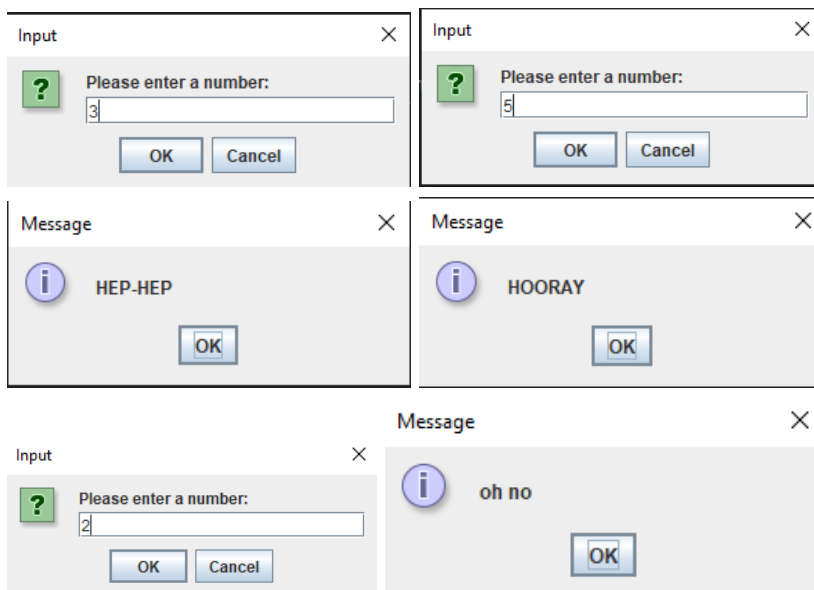 Input
Please enter a number:
3
OK Cancel
Input
Please enter a number:
5
OK Cancel
Message
HEP-HEP
OK
Message
HOORAY
OK
Input
Please enter a number:
2
OK Cancel
Message
oh no
OK